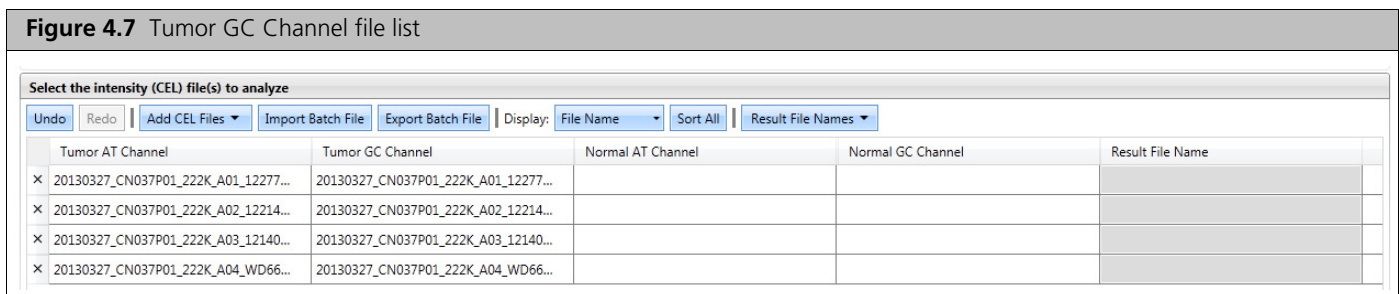 Figure 4.7 Tumor GC Channel file list
Select the intensity (CEL) file(s) to analyze
Undo Redo Add CEL Files Import Batch File Export Batch File Display: File Name Sort All Result File Names
Tumor AT Channel Tumor GC Channel Normal AT Channel Normal GC Channel Result File Name
× 20130327_CN037P01_222K_A01_12277... 20130327_CN037P01_222K_A01_12277...
× 20130327_CN037P01_222K_A02_12214... 20130327_CN037P01_222K_A02_12214...
× 20130327_CN037P01_222K_A03_12140... 20130327_CN037P01_222K_A03_12140...
× 20130327_CN037P01_222K_A04_WD66... 20130327_CN037P01_222K_A04_WD66...